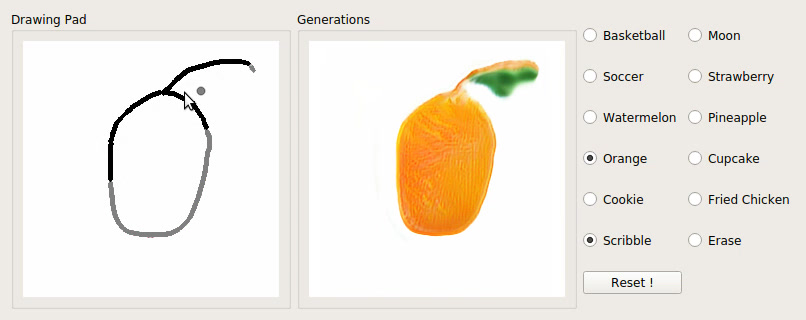 Drawing Pad
Generations
Basketball
Moon
Soccer
Strawberry
Watermelon
Pineapple
Orange
Cupcake
Cookie
Fried Chicken
Scribble
Erase
Reset !